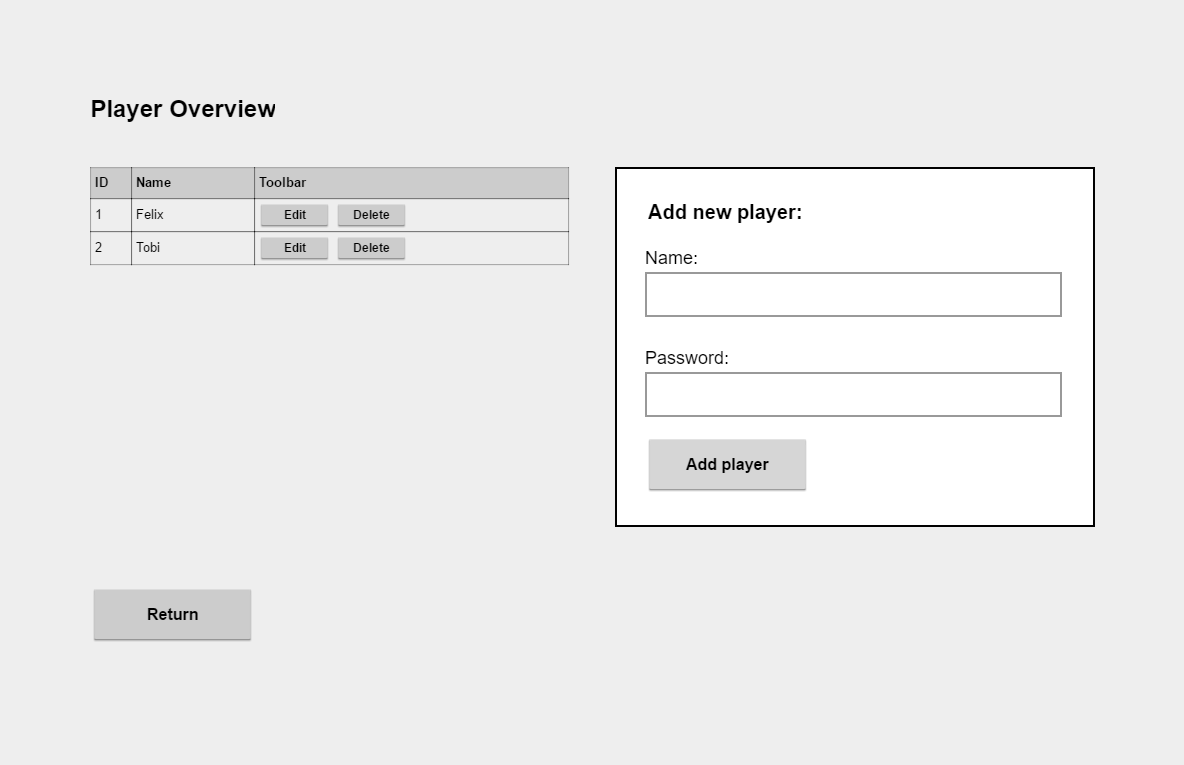 Player Overview
ID Name Toolbar
1 Felix Edit Delete
2 Tobi Edit Delete
Add new player:
Name:
Password:
Add player
Return